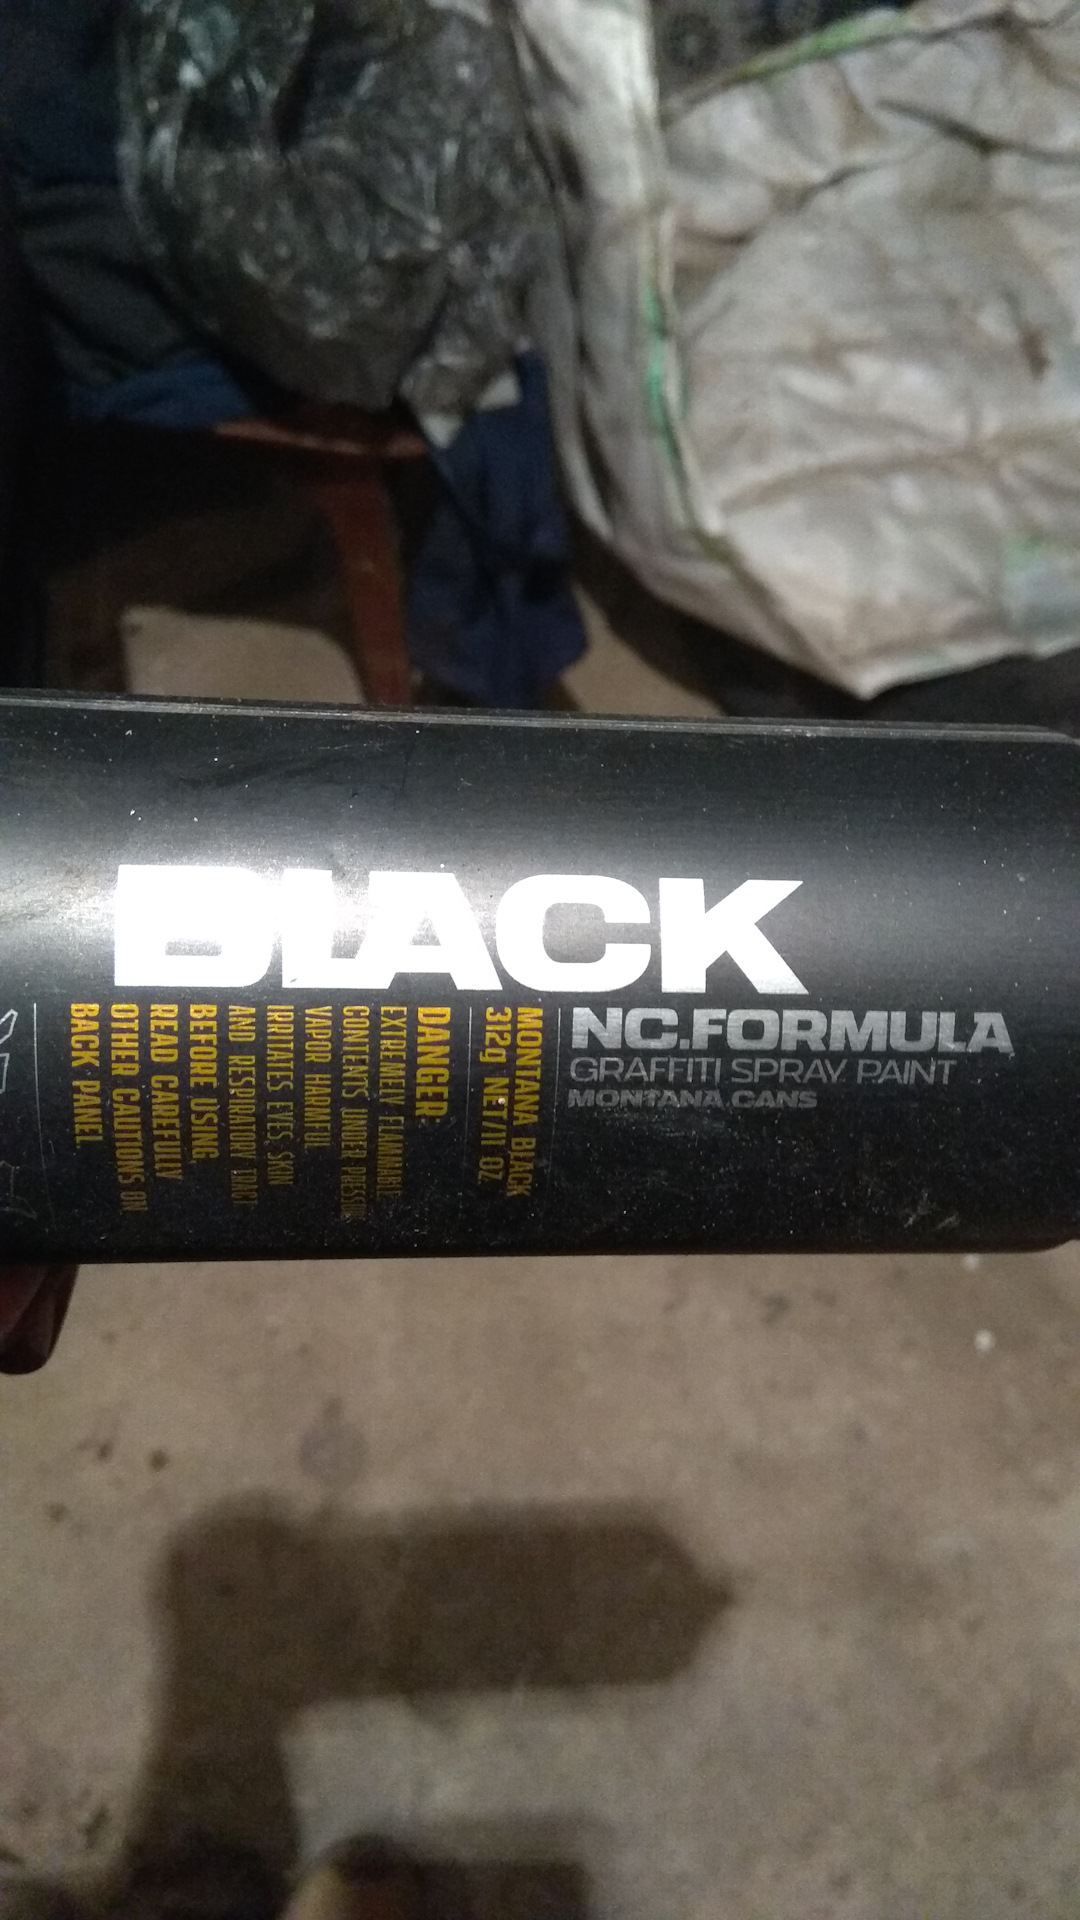 BLACK
NC.FORMULA
GRAFFITI SPRAY PAINT
MONTANA CANS
MONTANA BLACK
312g NET/11 OZ
DANGER:
EXTREMELY FLAMMABLE.
CONTENTS UNDER PRESSURE
VAPOR HARMFUL.
IRRITATES EYES, SKIN
AND RESPIRATORY TRACT
BEFORE USING,
READ CAREFULLY
OTHER CAUTIONS ON
BACK PANEL.